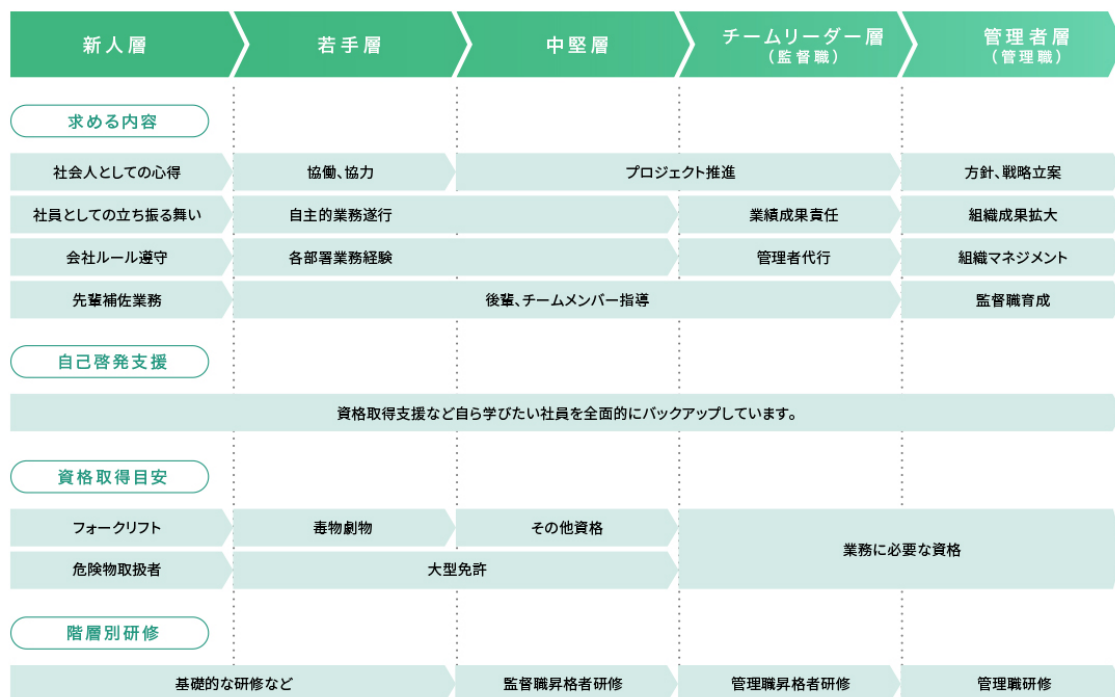 新人層
若手層
中堅層
チームリーダー層
（監督職）
管理者層
（管理職）
求める内容
社会人としての心得
協働、協力
プロジェクト推進
方針、戦略立案
社員としての立ち振る舞い
自主的業務遂行
業績成果責任
組織成果拡大
会社ルール遵守
各部署業務経験
管理者代行
組織マネジメント
先輩補佐業務
後輩、チームメンバー指導
監督職育成
自己啓発支援
資格取得支援など自ら学びたい社員を全面的にバックアップしています。
資格取得目安
フォークリフト
毒物劇物
その他資格
業務に必要な資格
危険物取扱者
大型免許
階層別研修
基礎的な研修など
監督職昇格者研修
管理職昇格者研修
管理職研修